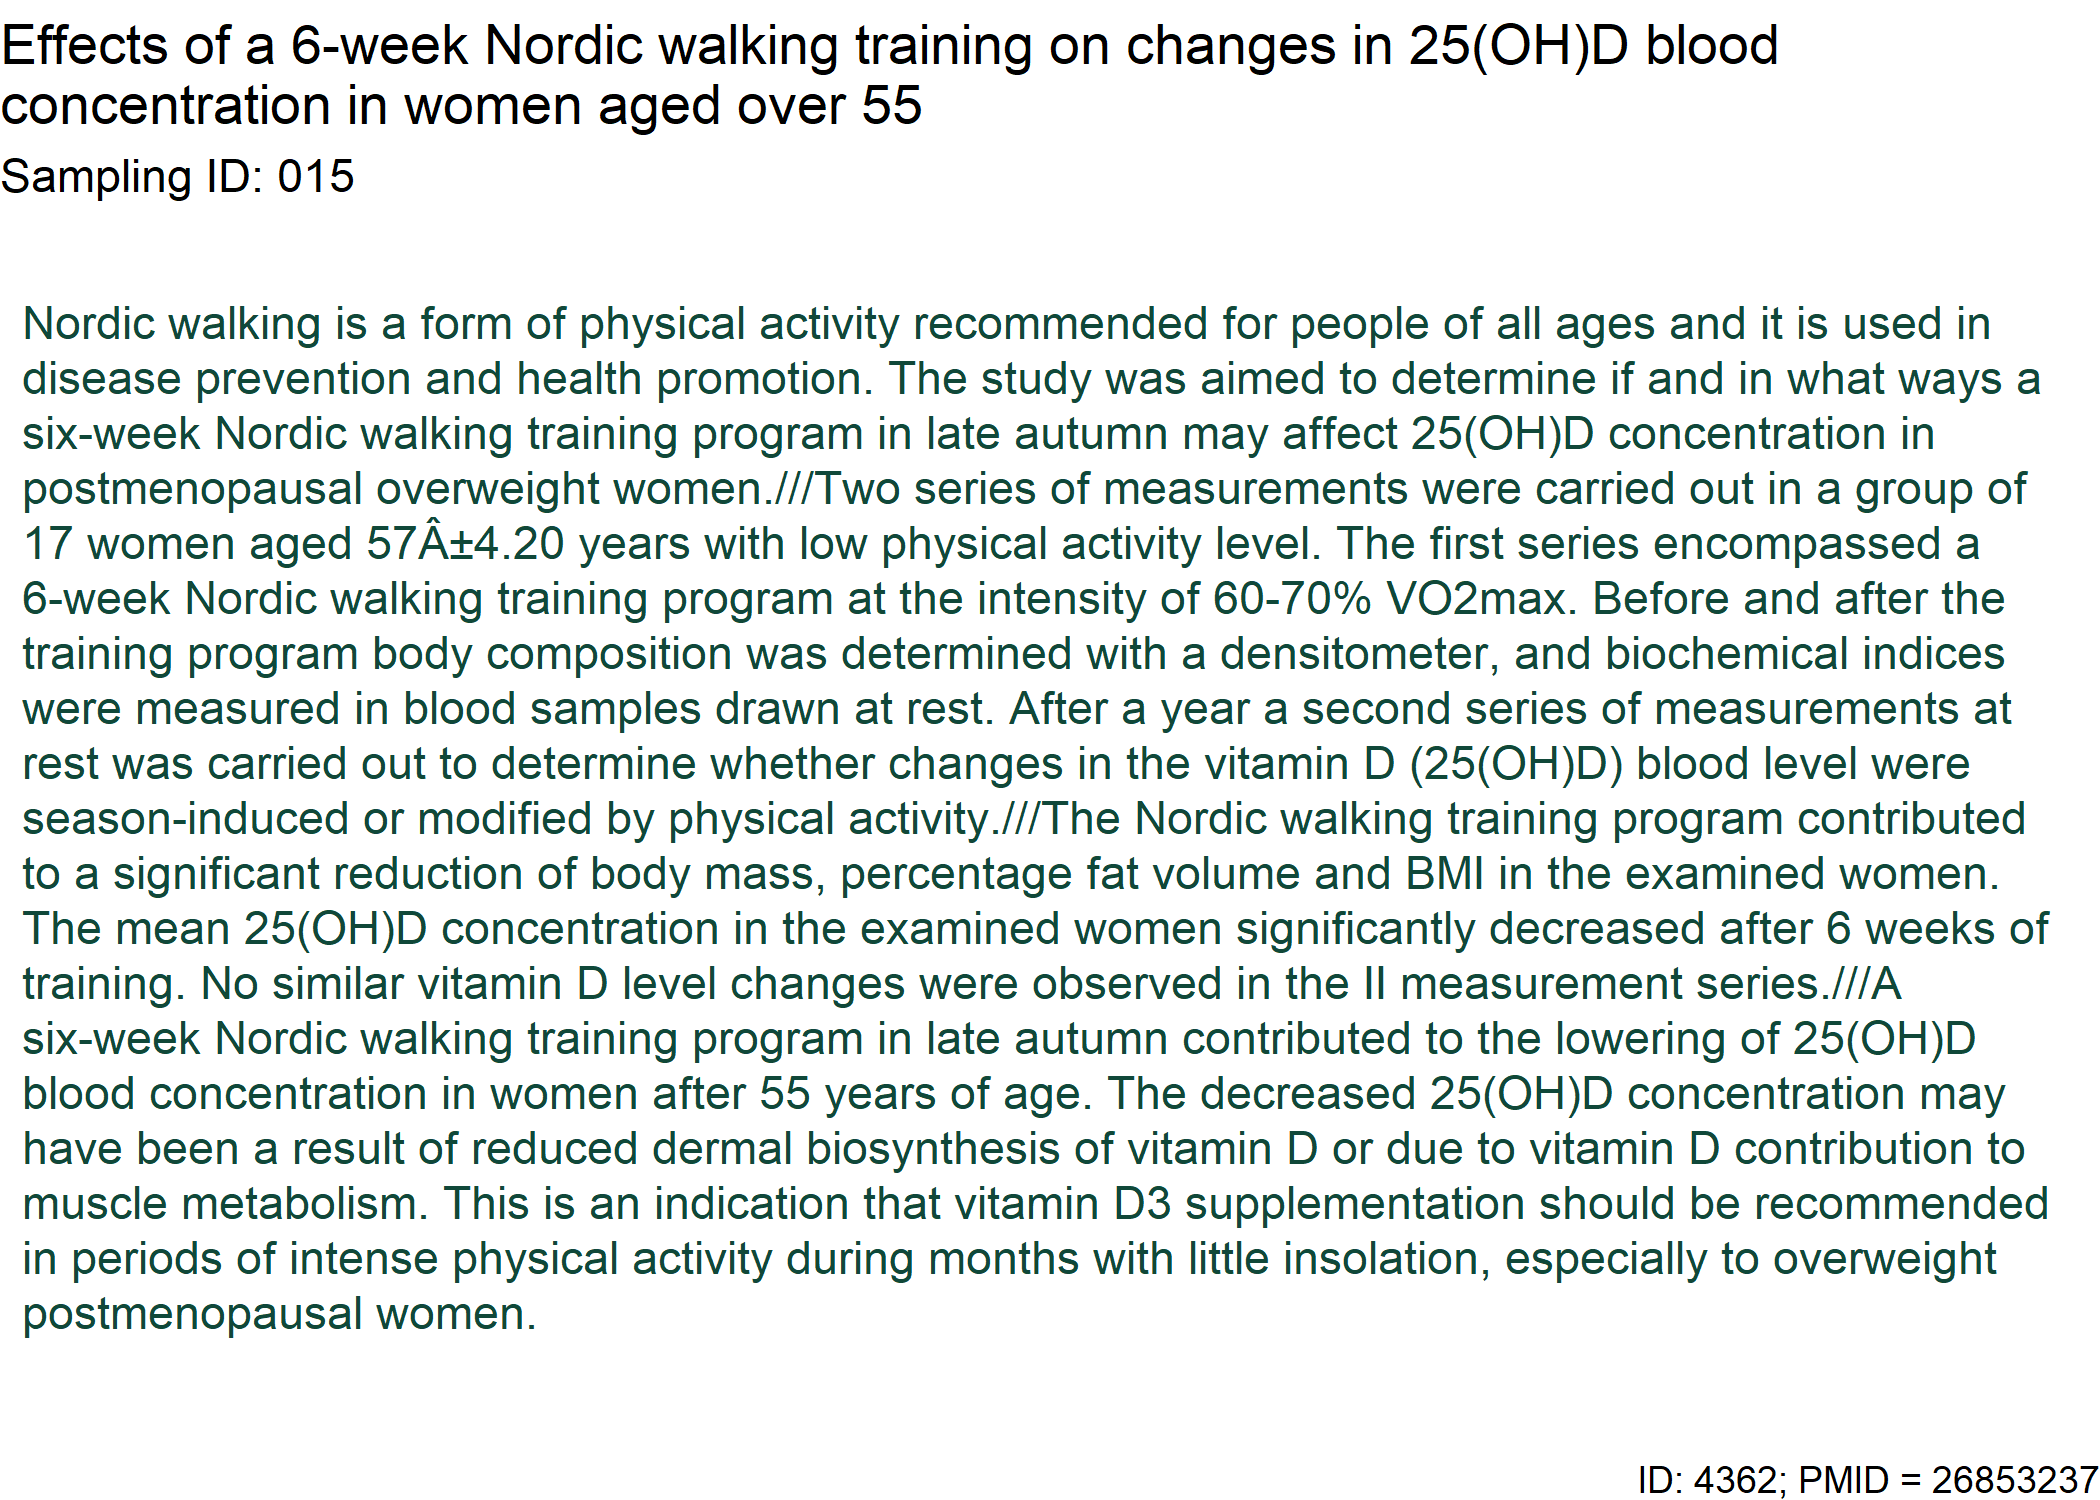 Effects of a 6-week Nordic walking training on changes in 25(OH)D blood
concentration in women aged over 55
Sampling ID: 015
Nordic walking is a form of physical activity recommended for people of all ages and it is used in
disease prevention and health promotion. The study was aimed to determine if and in what ways a
six-week Nordic walking training program in late autumn may affect 25(OH)D concentration in
postmenopausal overweight women.///Two series of measurements were carried out in a group of
17 women aged 57Â±4.20 years with low physical activity level. The first series encompassed a
6-week Nordic walking training program at the intensity of 60-70% VO2max. Before and after the
training program body composition was determined with a densitometer, and biochemical indices
were measured in blood samples drawn at rest. After a year a second series of measurements at
rest was carried out to determine whether changes in the vitamin D (25(OH)D) blood level were
season-induced or modified by physical activity.///The Nordic walking training program contributed
to a significant reduction of body mass, percentage fat volume and BMI in the examined women.
The mean 25(OH)D concentration in the examined women significantly decreased after 6 weeks of
training. No similar vitamin D level changes were observed in the II measurement series.///A
six-week Nordic walking training program in late autumn contributed to the lowering of 25(OH)D
blood concentration in women after 55 years of age. The decreased 25(OH)D concentration may
have been a result of reduced dermal biosynthesis of vitamin D or due to vitamin D contribution to
muscle metabolism. This is an indication that vitamin D3 supplementation should be recommended
in periods of intense physical activity during months with little insolation, especially to overweight
postmenopausal women.
ID: 4362; PMID = 26853237